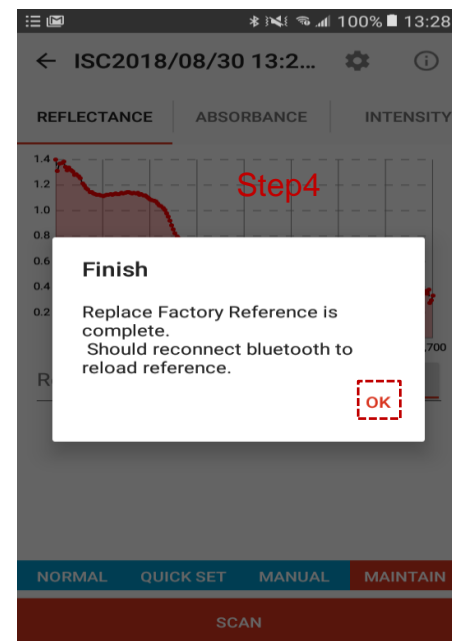 100% 13:28
ISC2018/08/30 13:2...
REFLECTANCE ABSORBANCE INTENSITY
1.4
1.2
1.0
0.8
0.6
0.4
0.2
Step4
Finish
Replace Factory Reference is
complete.
Should reconnect bluetooth to
reload reference.
OK
,700
NORMAL QUICK SET MANUAL MAINTAIN
SCAN